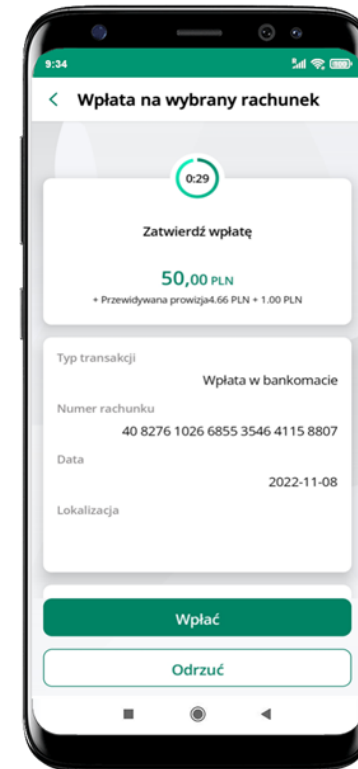 9:34
Wpłata na wybrany rachunek
0:29
Zatwierdź wpłatę
50,00 PLN
+ Przewidywana prowizja4.66 PLN + 1.00 PLN
Typ transakcji
Wpłata w bankomacie
Numer rachunku
40 8276 1026 6855 3546 4115 8807
Data
2022-11-08
Lokalizacja
Wpłać
Odrzuć